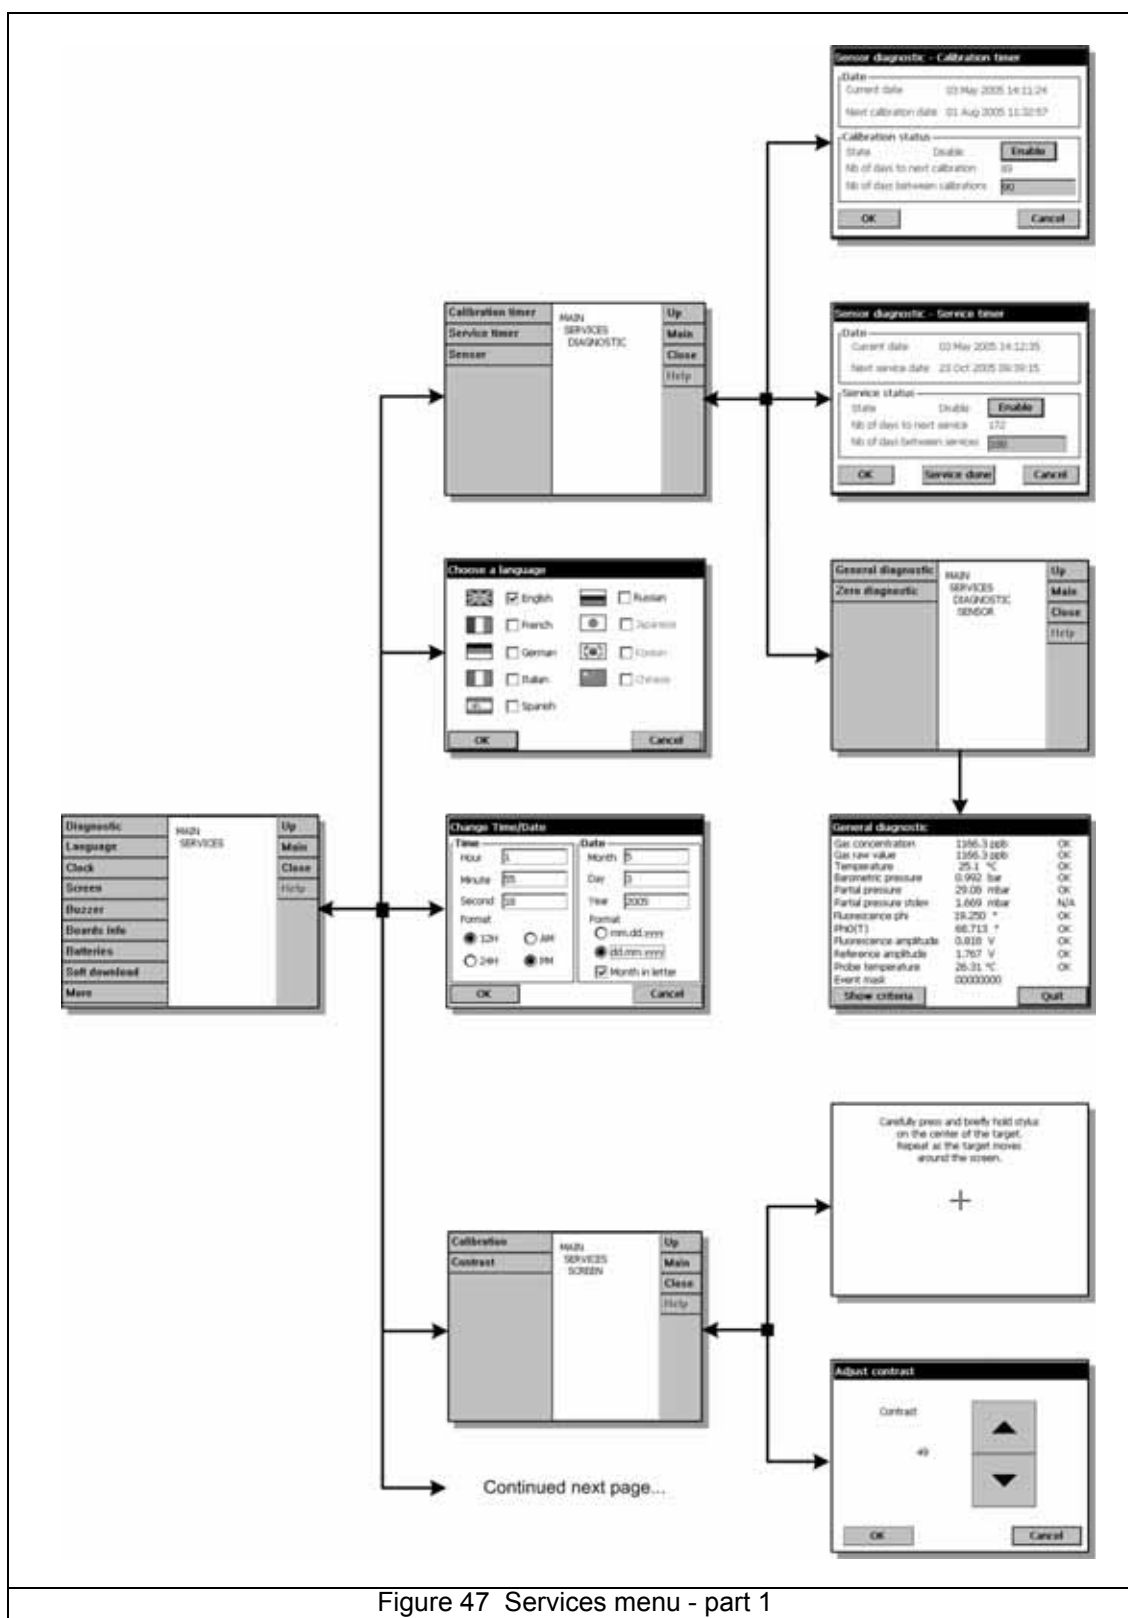 Sensor diagnostic - Calibration timer
Date
Current date 03 May 2005 14:11:24
Next calibration date 01 Aug 2005 11:32:57
Calibration status
State Disable Enable
Nb of days to next calibration 89
Nb of days between calibrations 90
OK Cancel
Calibration timer
Service timer
Sensor
MAIN
SERVICES
DIAGNOSTIC
Up
Main
Close
Help
Sensor diagnostic - Service timer
Date
Current date 03 May 2005 14:12:35
Next service date 23 Oct 2005 09:39:15
Service status
State Disable Enable
Nb of days to next service 172
Nb of days between services
OK Service done Cancel
Choose a language
English Russian
French Japanese
German Korean
Italian Chinese
Spanish
OK Cancel
General diagnostic
Zero diagnostic
MAIN
SERVICES
DIAGNOSTIC
SENSOR
Up
Main
Close
Help
Diagnostic
Language
Clock
Screen
Buzzer
Boards info
Batteries
Soft download
More
MAIN
SERVICES
Up
Main
Close
Help
Change Time/Date
Time
Hour 1
Minute 55
Second 18
Format
12H AM
24H PM
Date
Month 5
Day 3
Year 2005
Format
mm.dd.yyyy
dd.mm.yyyy
Month in letter
OK Cancel
General diagnostic
Gas concentration 1166.3 ppb OK
Gas raw value 1166.3 ppb OK
Temperature 25.1 °C OK
Barometric pressure 0.992 bar OK
Partial pressure 29.08 mbar OK
Partial pressure stdev 1.669 mbar N/A
Fluorescence phi 19.250 ° OK
Phi0(T) 60.713 ° OK
Fluorescence amplitude 0.818 V OK
Reference amplitude 1.767 V OK
Probe temperature 26.31 °C OK
Event mask 00000000
Show criteria Quit
Carefully press and briefly hold stylus
on the center of the target.
Repeat as the target moves
around the screen.
Calibration
Contrast
MAIN
SERVICES
SCREEN
Up
Main
Close
Help
Adjust contrast
Contrast
49
OK Cancel
Continued next page...
Figure 47 Services menu - part 1